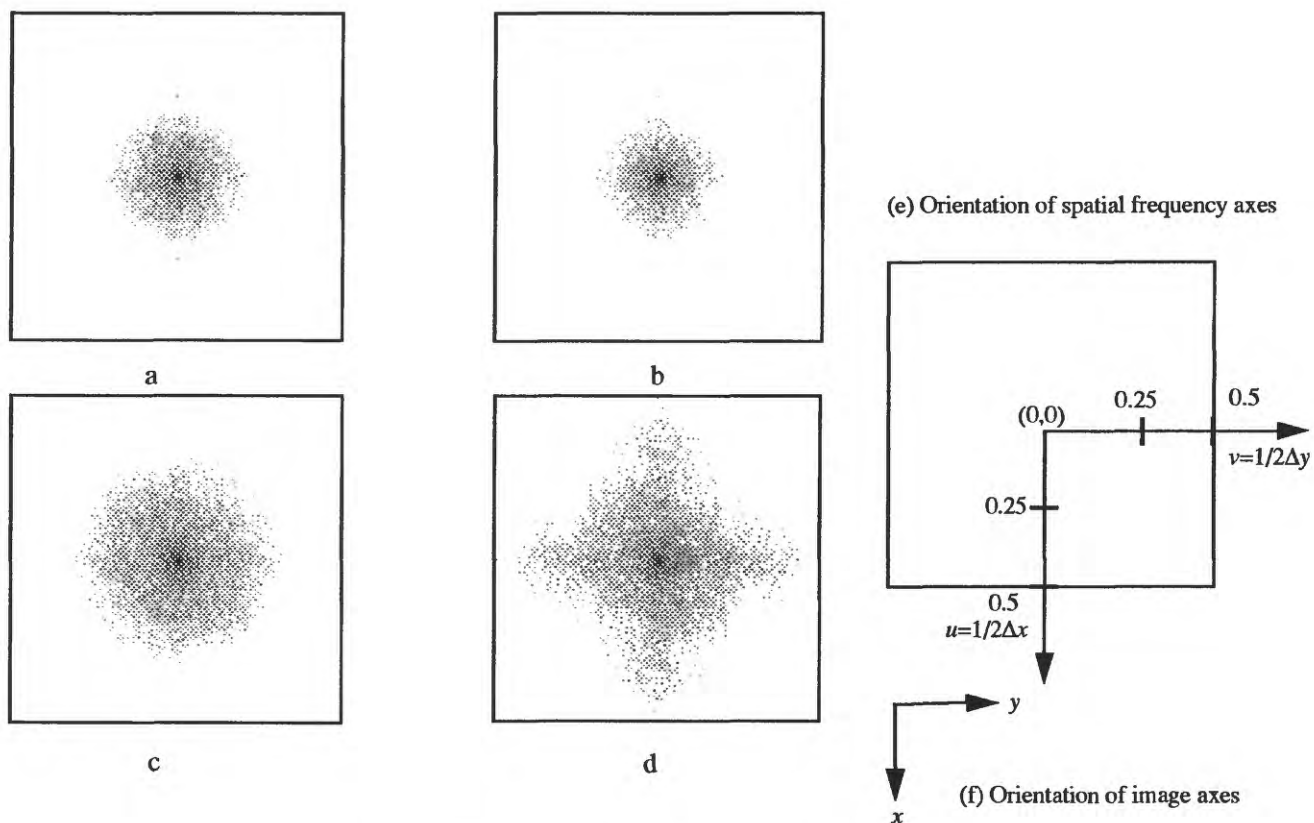 a
b
(e) Orientation of spatial frequency axes
(0,0)
0.25
0.5
v=1/2Δy
0.25
0.5
u=1/2Δx
c
d
y
x
(f) Orientation of image axes